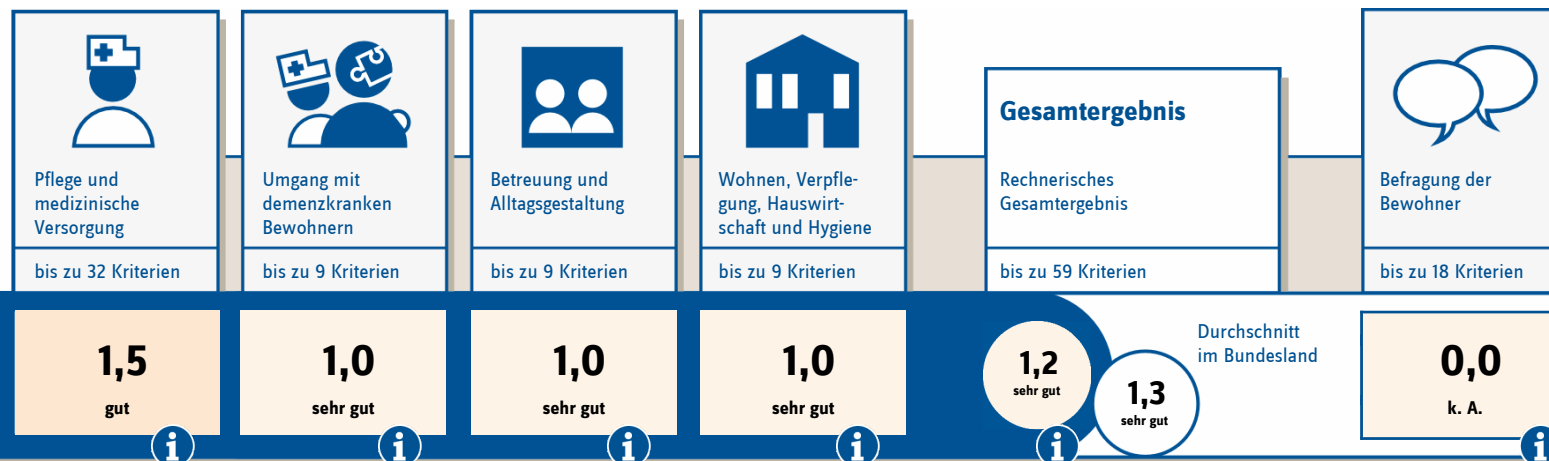 Pflege und
medizinische
Versorgung
bis zu 32 Kriterien
1,5
gut
i
Umgang mit
demenzkranken
Bewohnern
bis zu 9 Kriterien
1,0
sehr gut
i
Betreuung und
Alltagsgestaltung
bis zu 9 Kriterien
1,0
sehr gut
i
Wohnen, Verpfle-
gung, Hauswirt-
schaft und Hygiene
bis zu 9 Kriterien
1,0
sehr gut
i
Gesamtergebnis
Rechnerisches
Gesamtergebnis
bis zu 59 Kriterien
1,2
sehr gut
i
1,3
sehr gut
Durchschnitt
im Bundesland
Befragung der
Bewohner
bis zu 18 Kriterien
0,0
k. A.
i